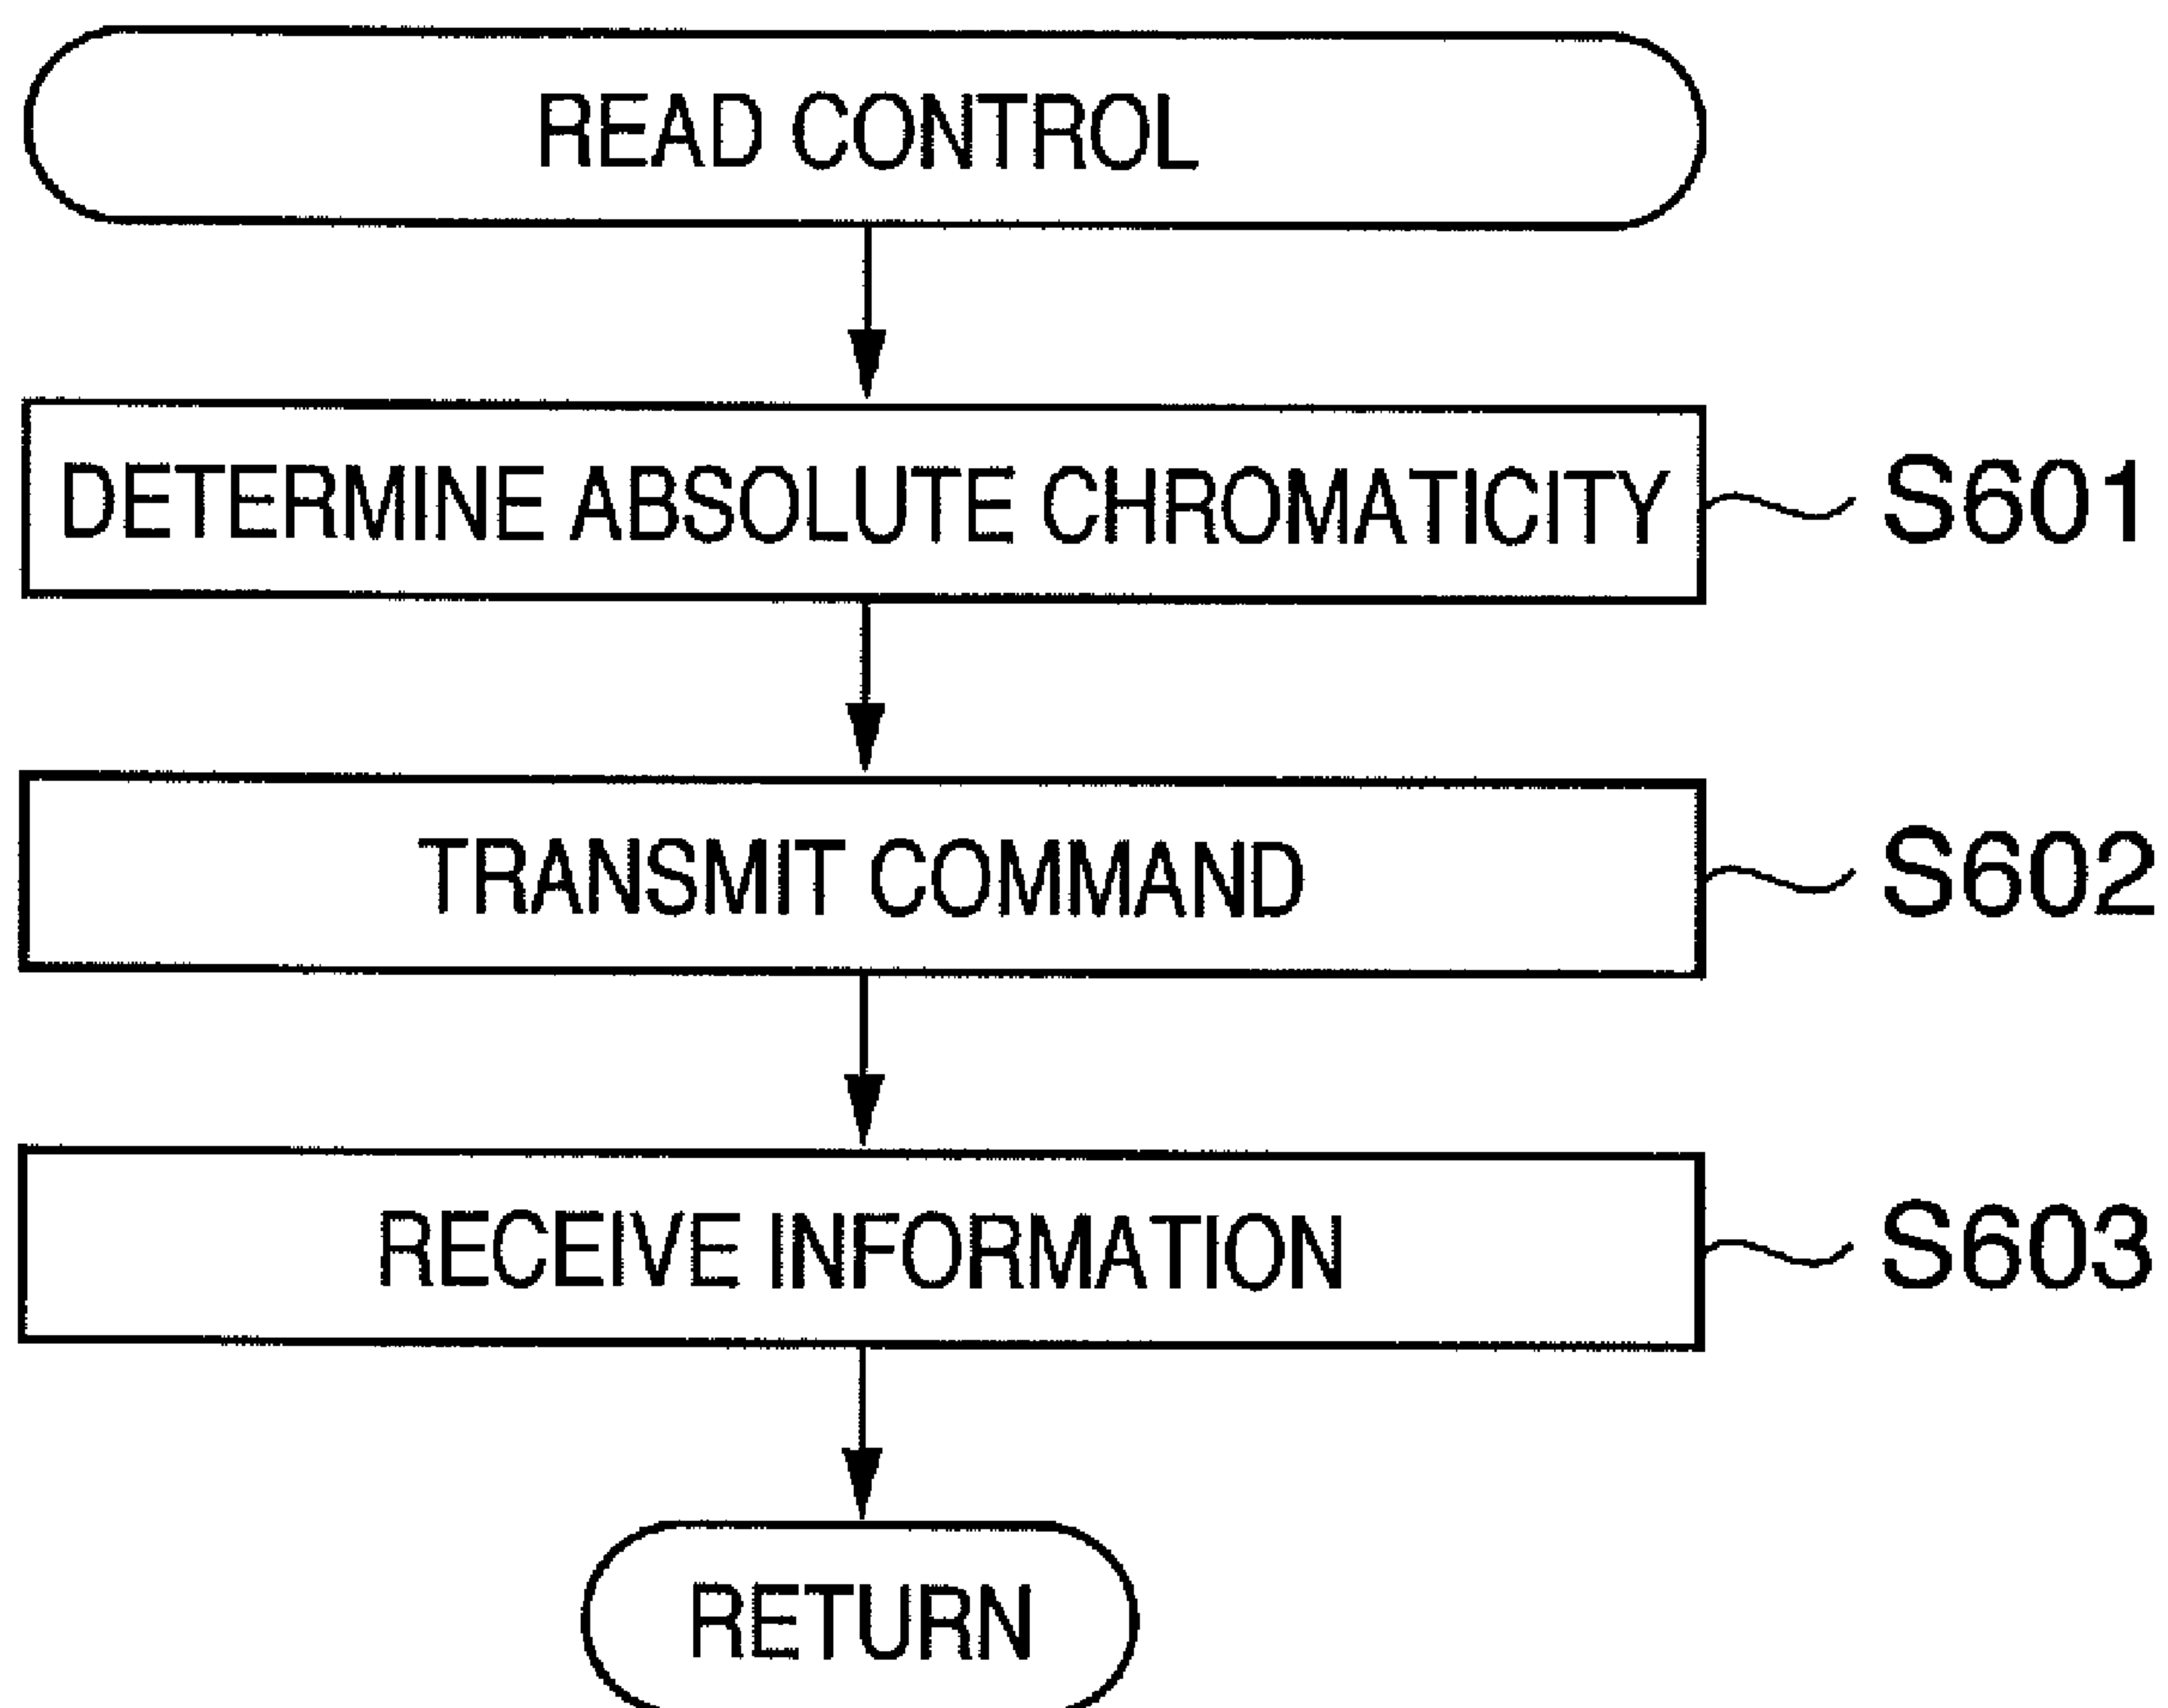 READ CONTROL
DETERMINE ABSOLUTE CHROMATICITY
S601
TRANSMIT COMMAND
S602
RECEIVE INFORMATION
S603
RETURN